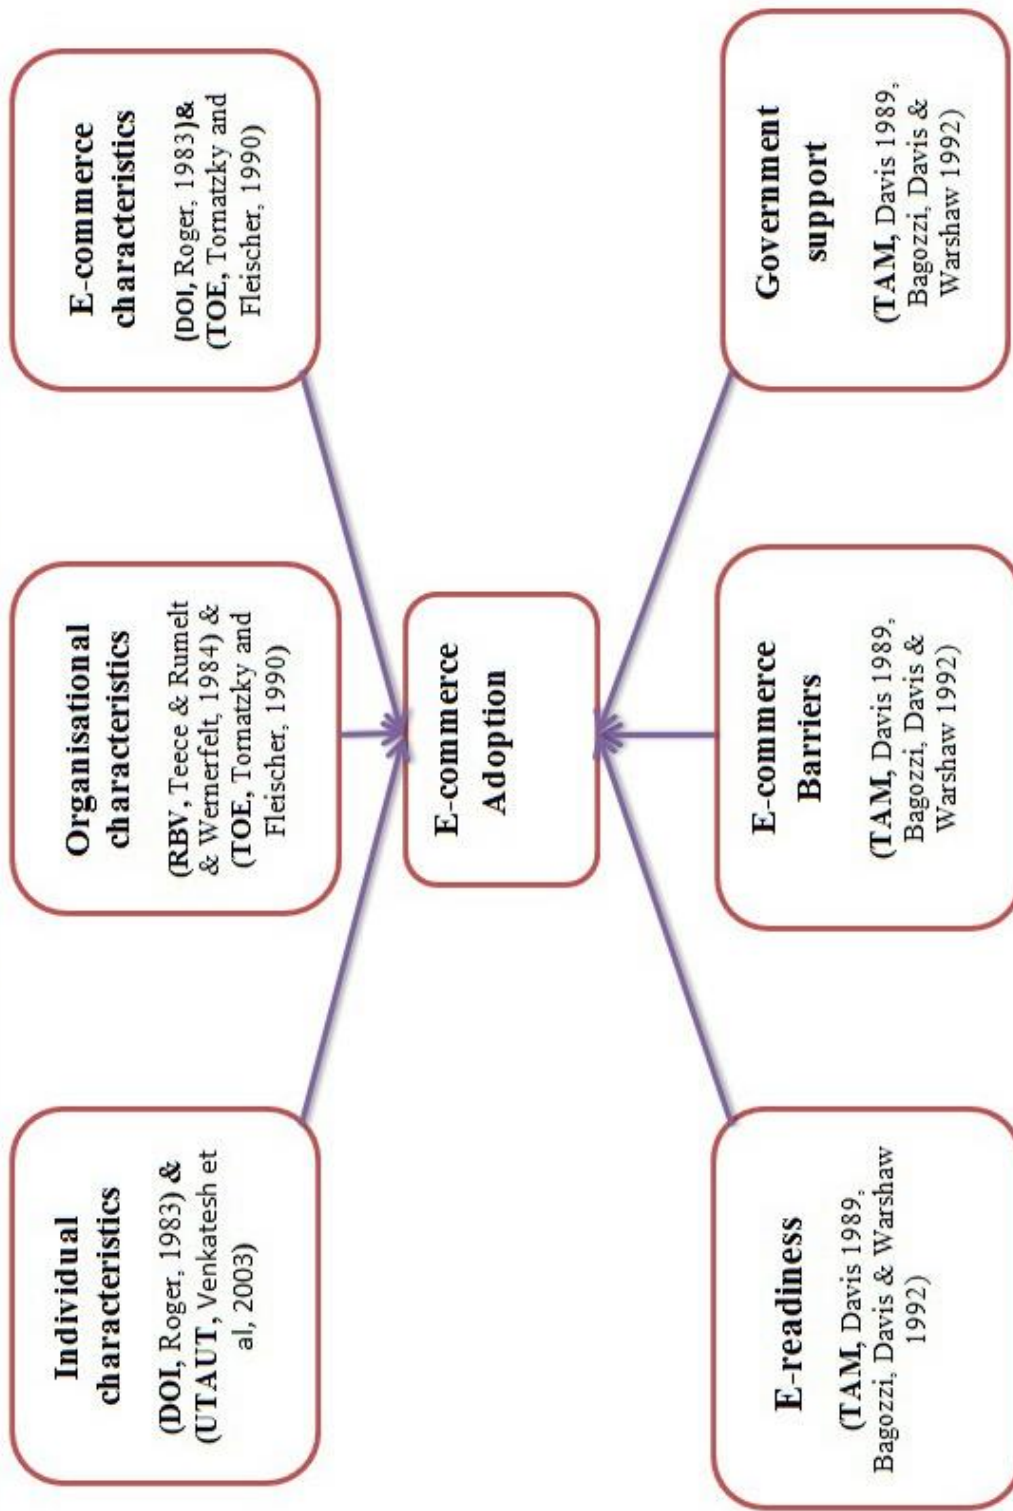 Individual
characteristics
(DOI, Roger, 1983) &
(UTAUT, Venkatesh et
al, 2003)
Organisational
characteristics
(RBV, Teece & Rumelt
& Wernerfelt, 1984) &
(TOE, Tornatzky and
Fleischer, 1990)
E-commerce
characteristics
(DOI, Roger, 1983)&
(TOE, Tornatzky and
Fleischer, 1990)
E-commerce
Adoption
E-readiness
(TAM, Davis 1989,
Bagozzi, Davis & Warshaw
1992)
E-commerce
Barriers
(TAM, Davis 1989,
Bagozzi, Davis &
Warshaw 1992)
Government
support
(TAM, Davis 1989,
Bagozzi, Davis &
Warshaw 1992)